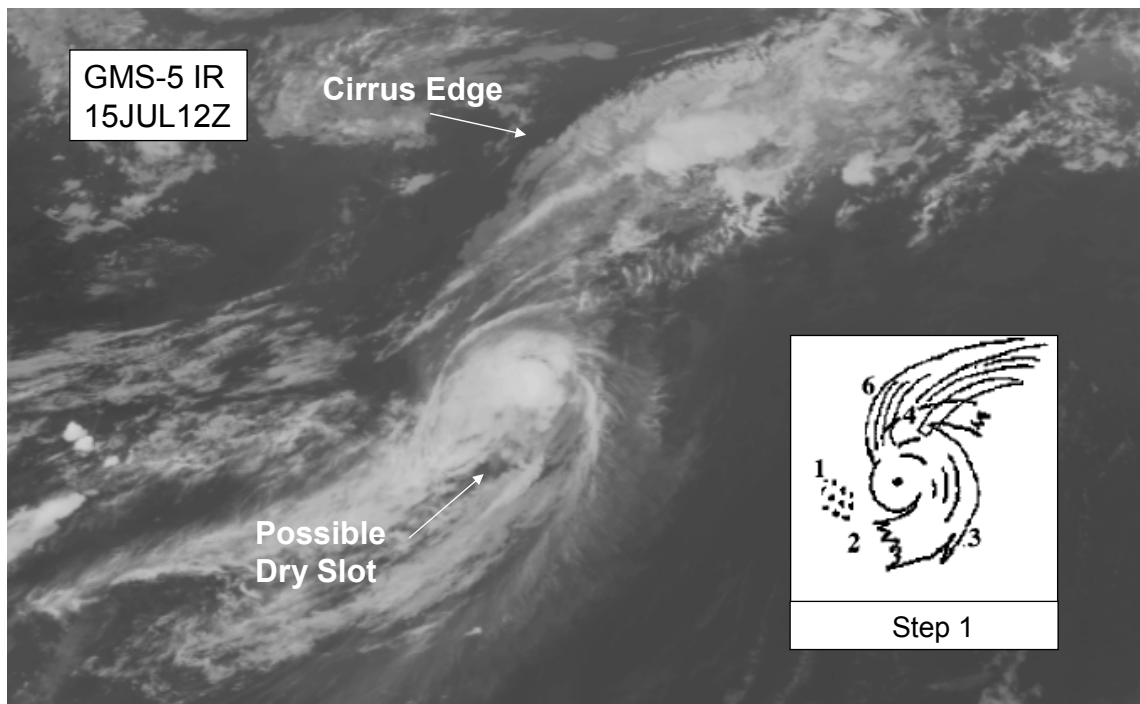 GMS-5 IR
15JUL12Z
Cirrus Edge
Possible
Dry Slot
6
4
1
2
3
Step 1